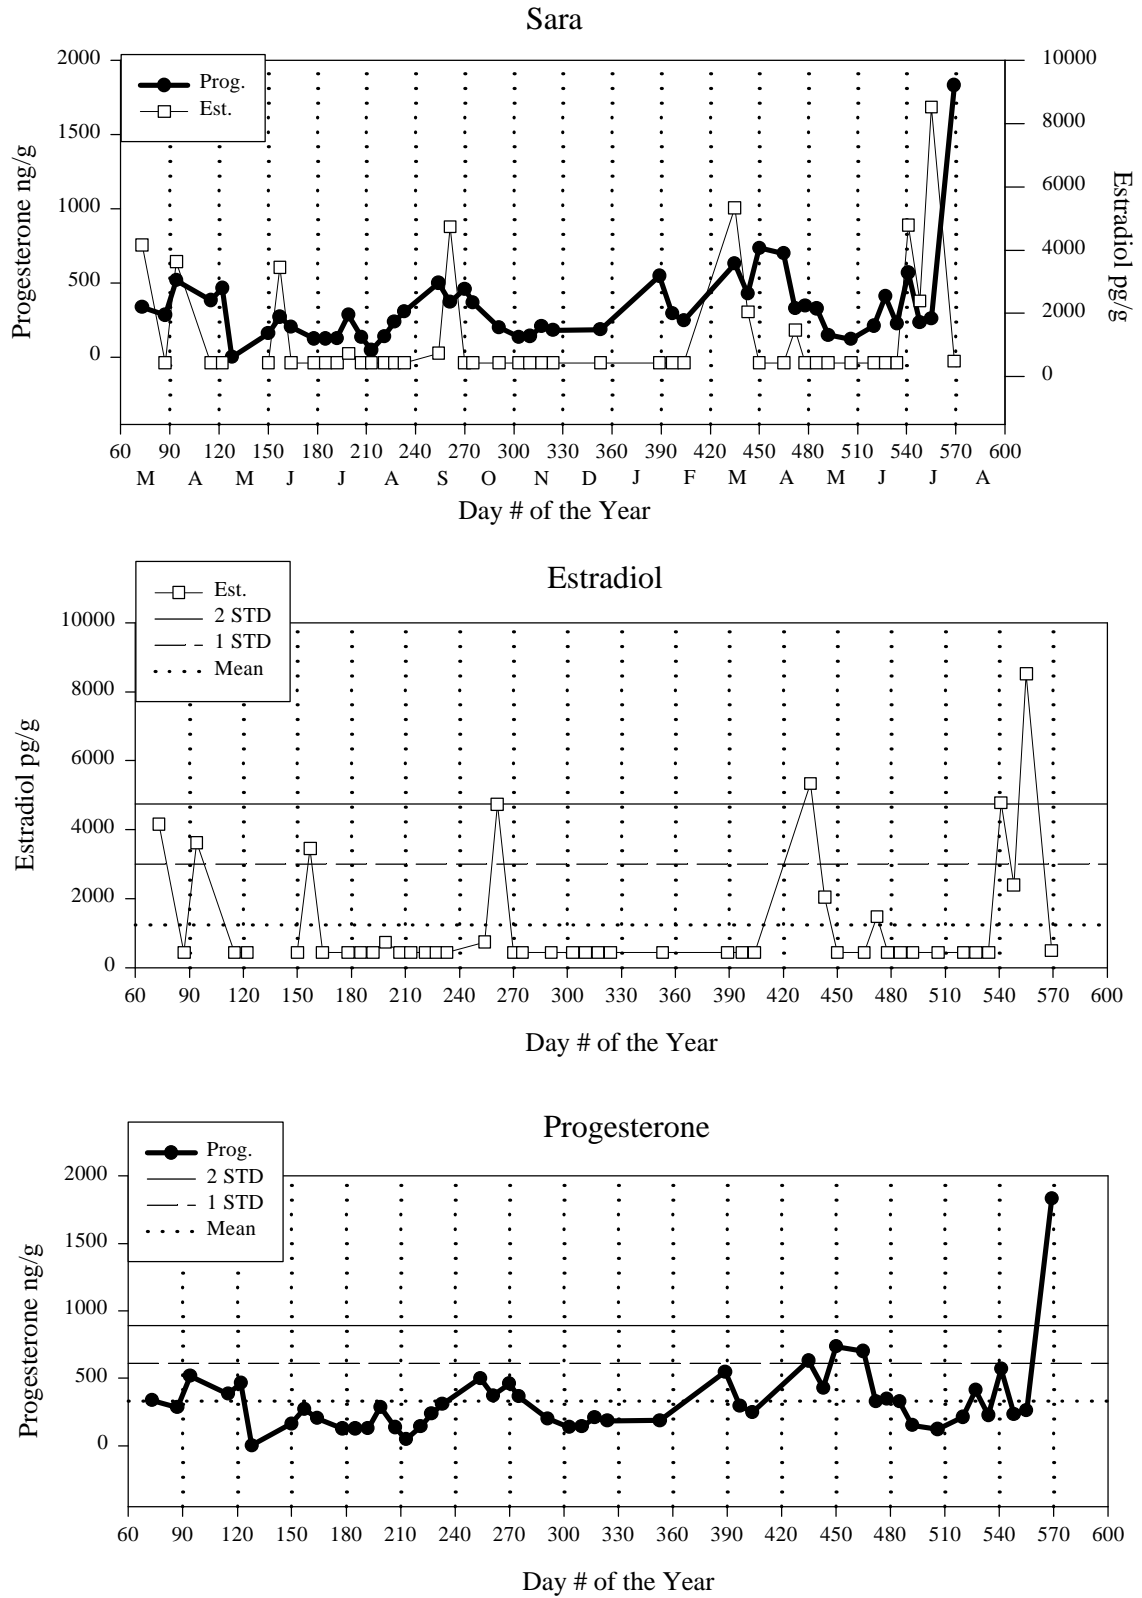 Sara
2000
1500
1000
500
0
Progesterone ng/g
Prog.
Est.
10000
8000
6000
4000
2000
0
Estradiol pg/g
60 90 120 150 180 210 240 270 300 330 360 390 420 450 480 510 540 570 600
M A M J J A S O N D J F M A M J J A
Day # of the Year
Estradiol
Est.
2 STD
1 STD
Mean
10000
8000
6000
4000
2000
0
Estradiol pg/g
60 90 120 150 180 210 240 270 300 330 360 390 420 450 480 510 540 570 600
Day # of the Year
Progesterone
Prog.
2 STD
1 STD
Mean
2000
1500
1000
500
0
Progesterone ng/g
60 90 120 150 180 210 240 270 300 330 360 390 420 450 480 510 540 570 600
Day # of the Year